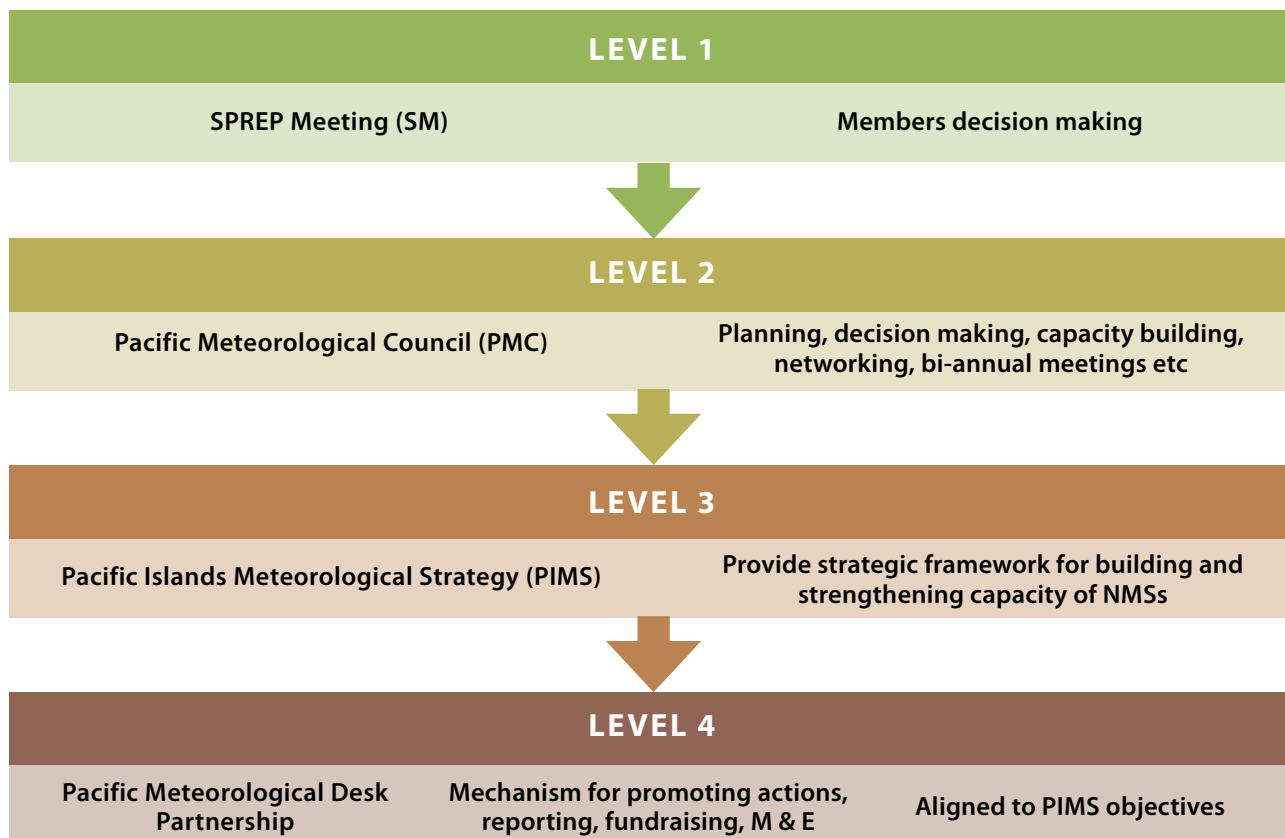 LEVEL 1
SPREP Meeting (SM)
Members decision making
LEVEL 2
Pacific Meteorological Council (PMC)
Planning, decision making, capacity building,
networking, bi-annual meetings etc
LEVEL 3
Pacific Islands Meteorological Strategy (PIMS)
Provide strategic framework for building and
strengthening capacity of NMSs
LEVEL 4
Pacific Meteorological Desk
Partnership
Mechanism for promoting actions,
reporting, fundraising, M & E
Aligned to PIMS objectives